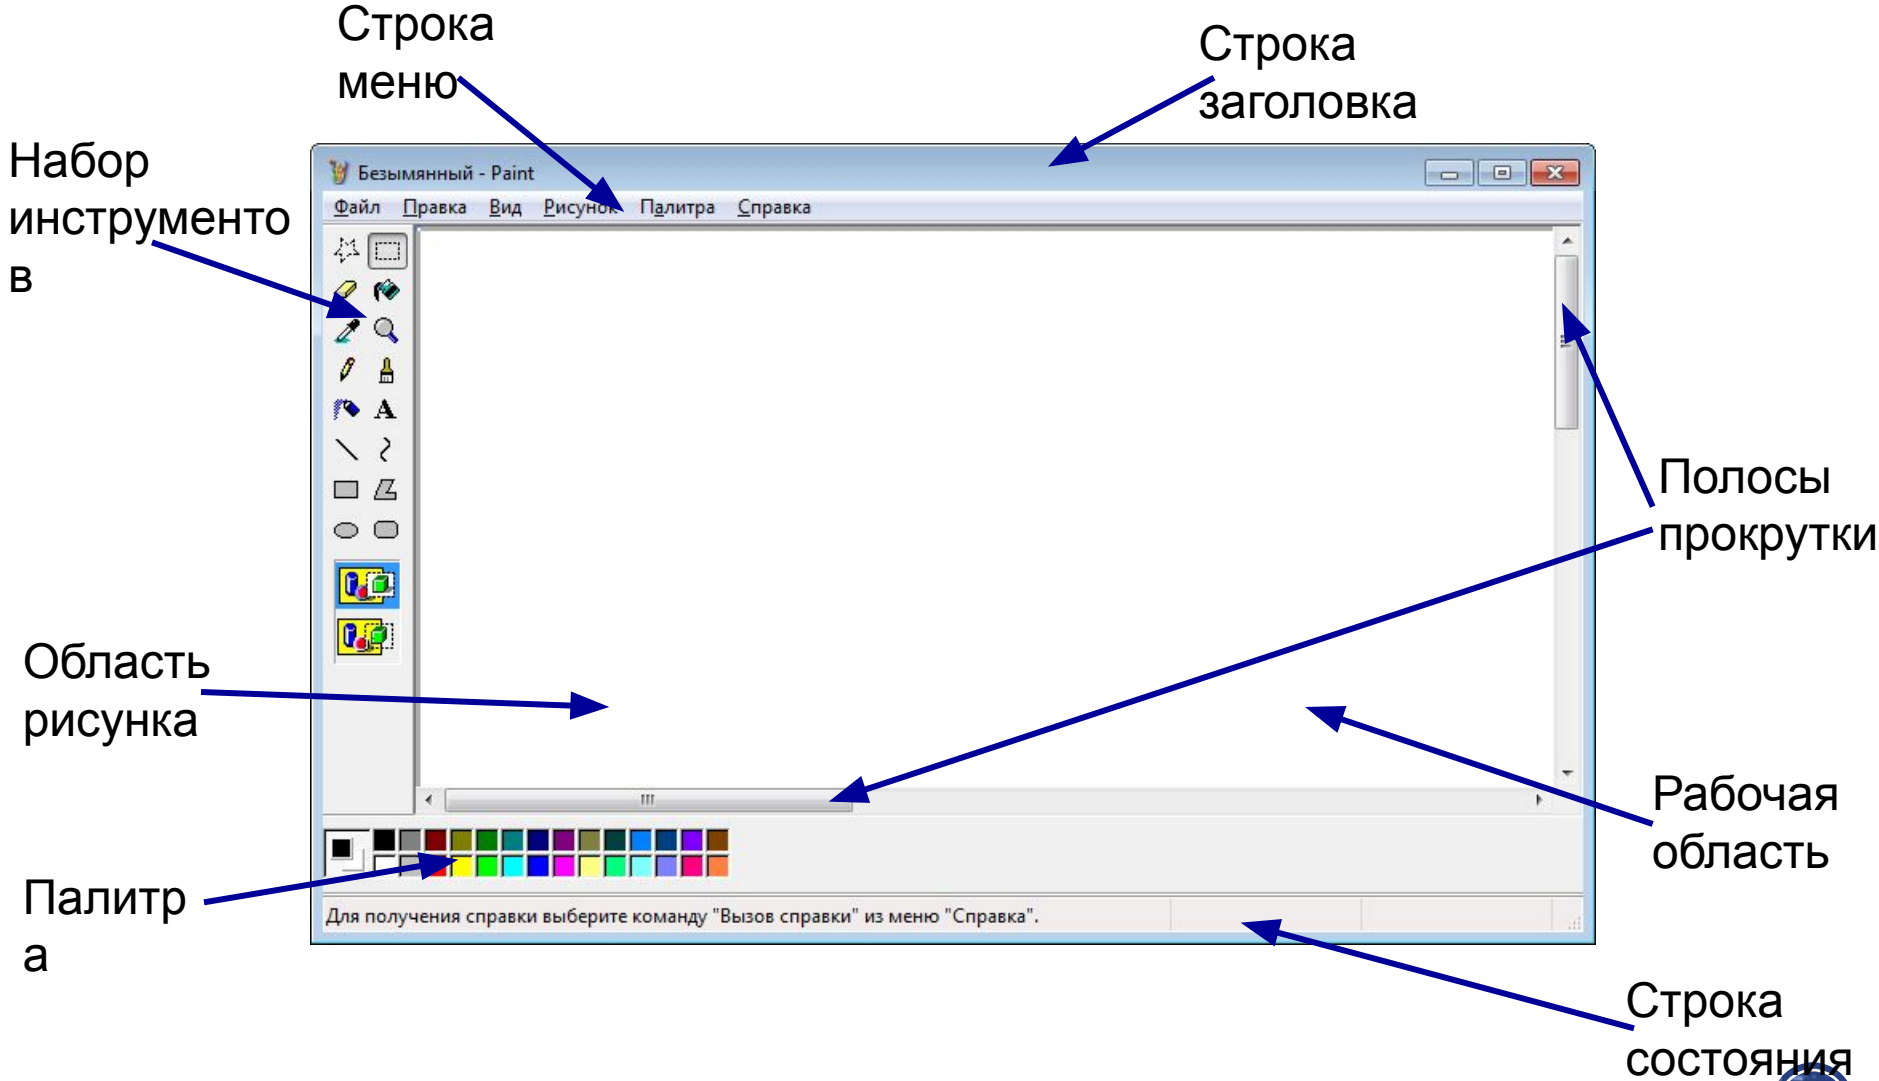 Строка
меню
Строка
заголовка
Набор
инструменто
в
Безымянный - Paint
Файл Правка Вид Рисунок Палитра Справка
A
Полосы
прокрутки
Область
рисунка
Рабочая
область
Палитр
а
Для получения справки выберите команду "Вызов справки" из меню "Справка".
Строка
состояния